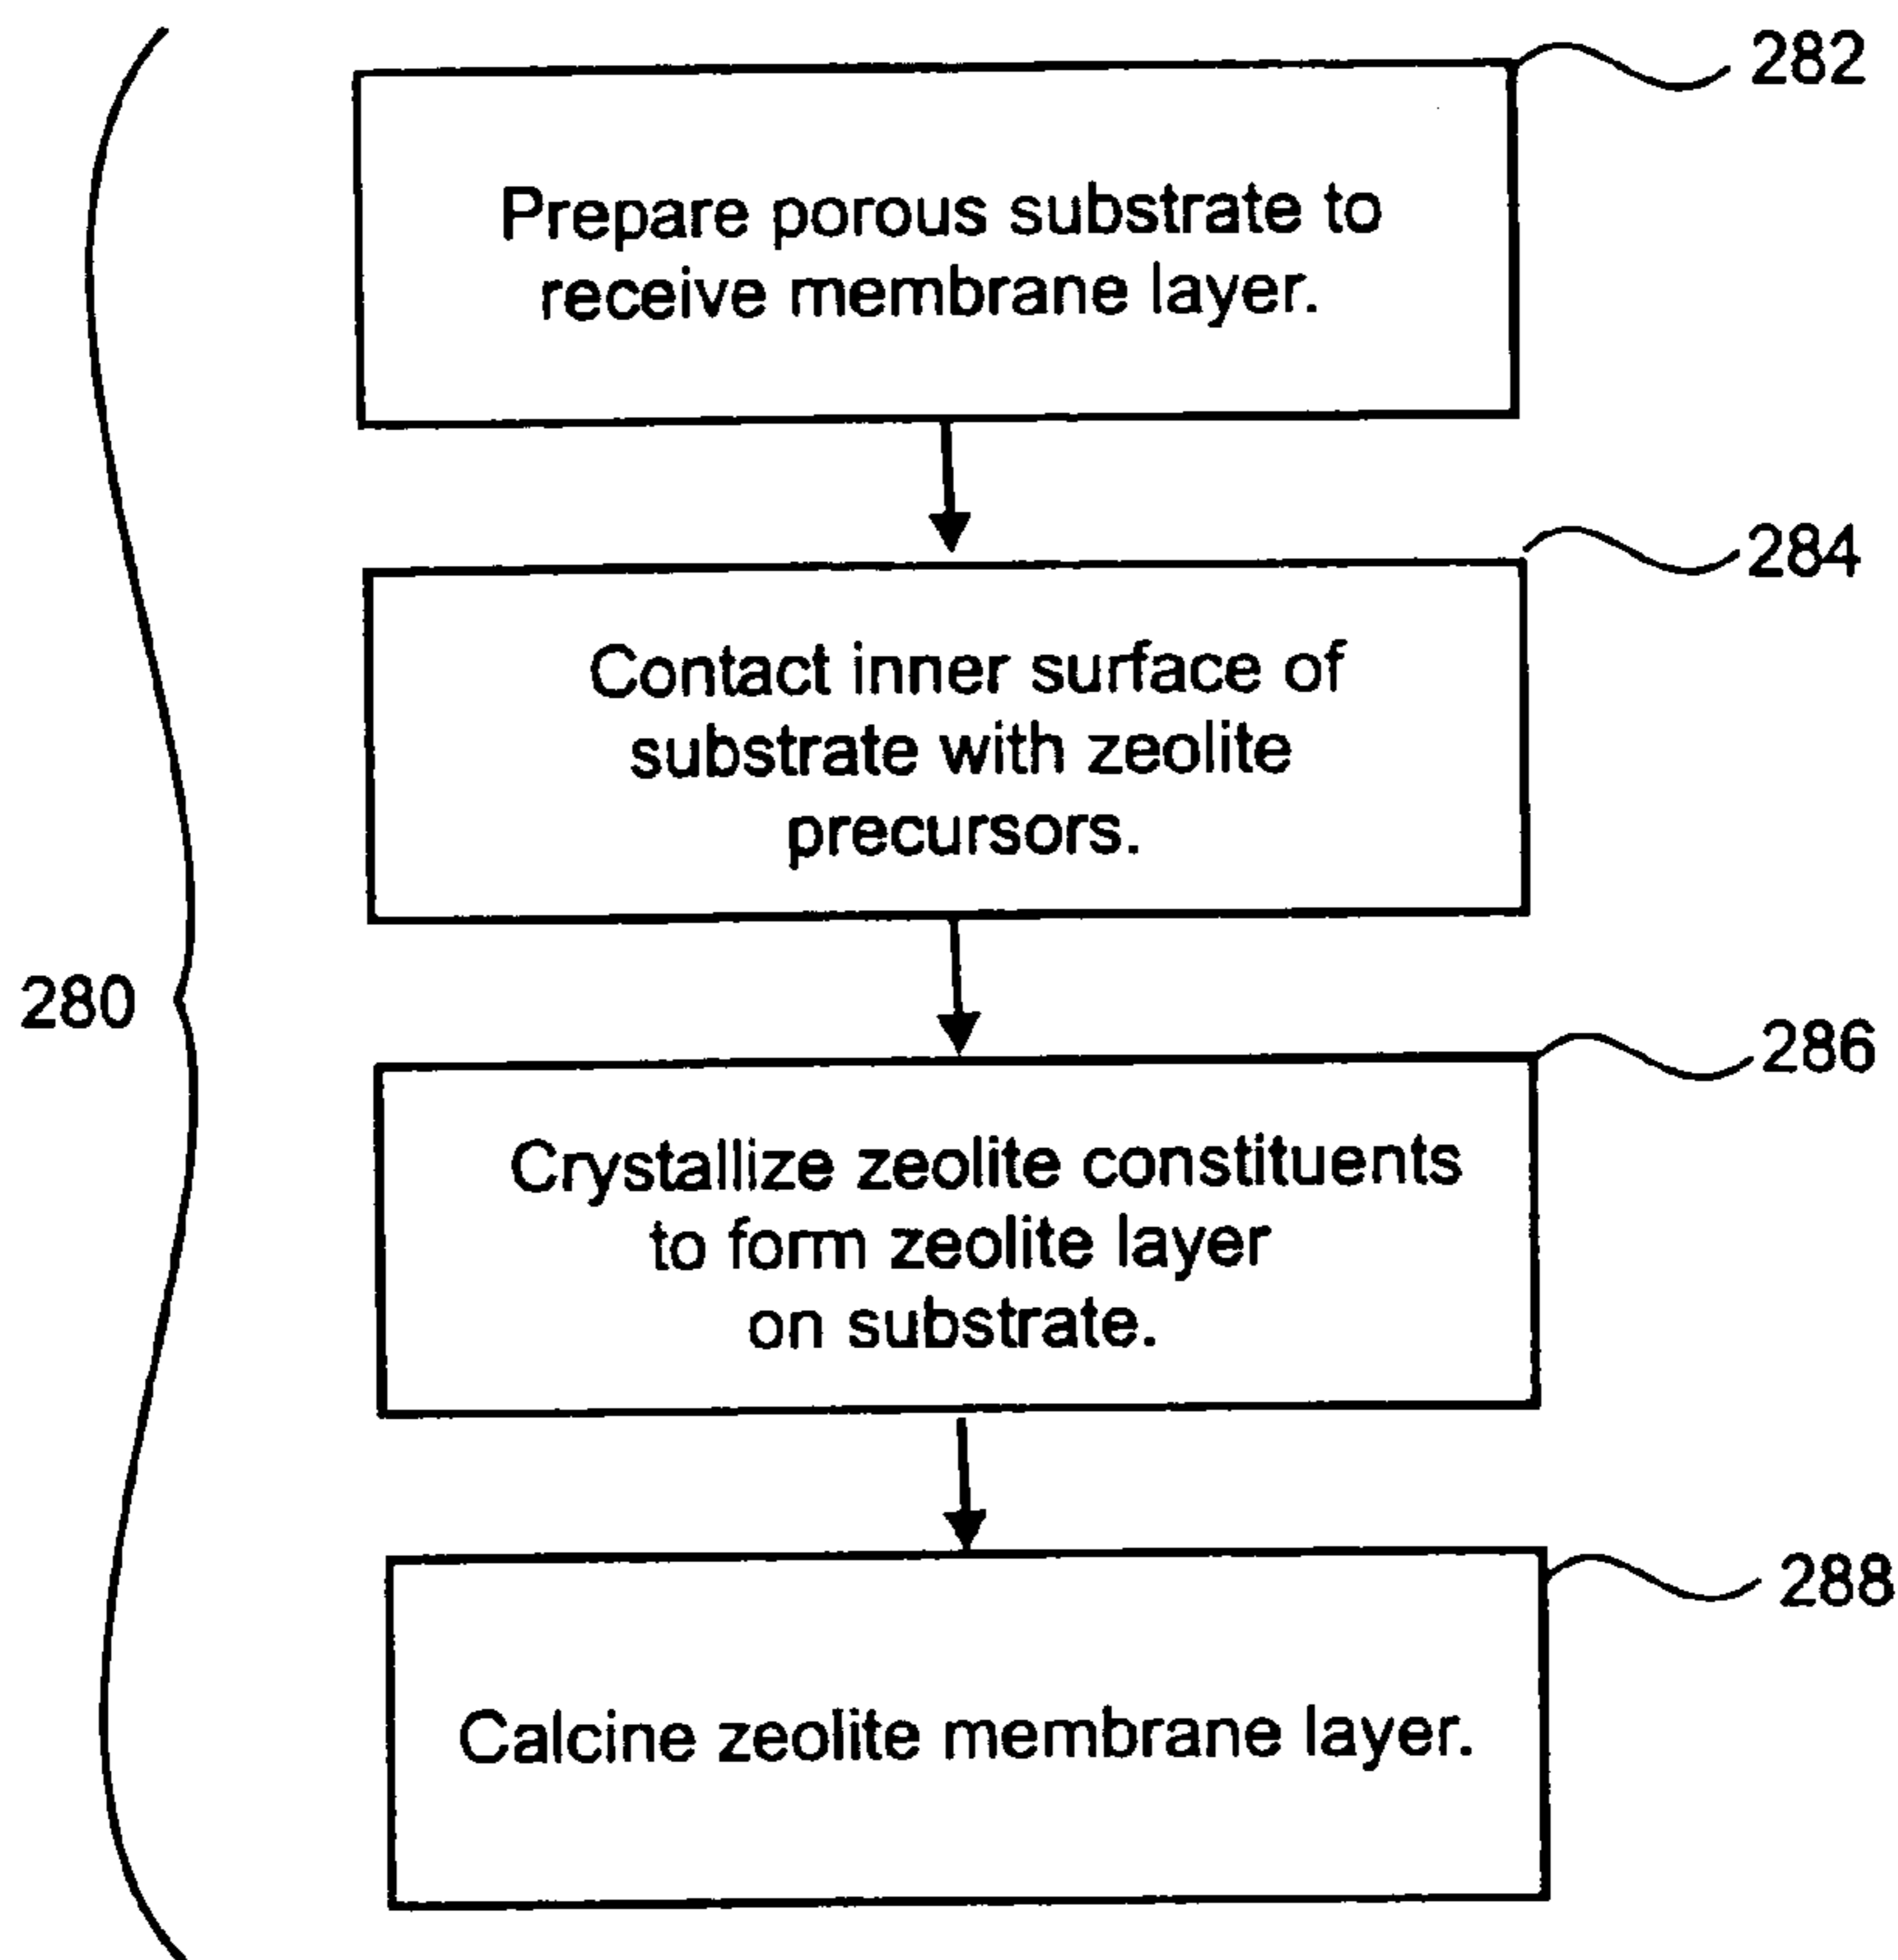 282
Prepare porous substrate to
receive membrane layer.
284
Contact inner surface of
substrate with zeolite
precursors.
280
286
Crystallize zeolite constituents
to form zeolite layer
on substrate.
288
Calcine zeolite membrane layer.